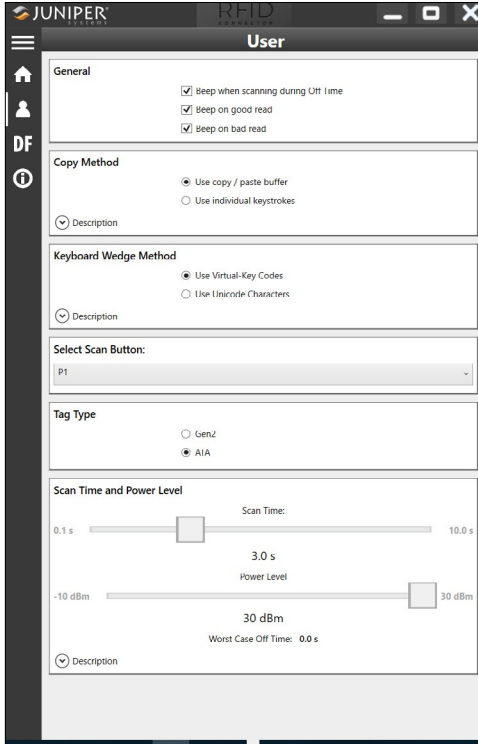 JUNIPER®
systems
RFID
CONNECTOR
User
DF
General
Beep when scanning during Off Time
Beep on good read
Beep on bad read
Copy Method
Use copy / paste buffer
Use individual keystrokes
Description
Keyboard Wedge Method
Use Virtual-Key Codes
Use Unicode Characters
Description
Select Scan Button:
P1
Tag Type
Gen2
AIA
Scan Time and Power Level
Scan Time:
0.1 s 10.0 s
3.0 s
Power Level
-10 dBm 30 dBm
30 dBm
Worst Case Off Time: 0.0 s
Description